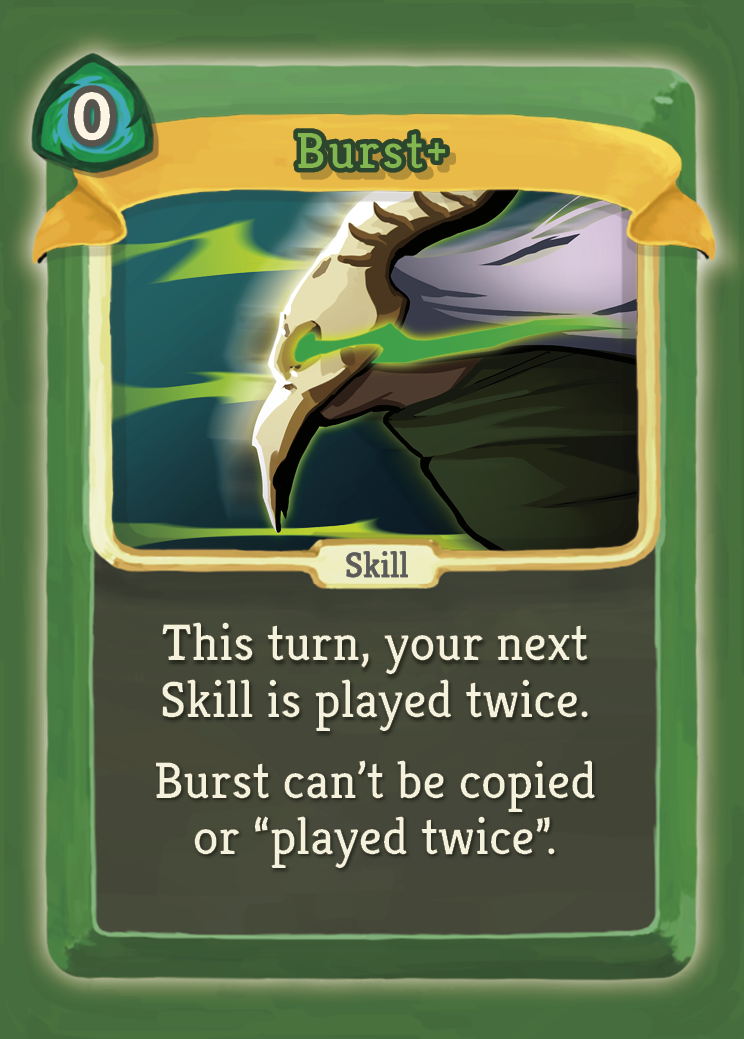 0
Burst+
Skill
This turn, your next
Skill is played twice.
Burst can’t be copied
or “played twice”.